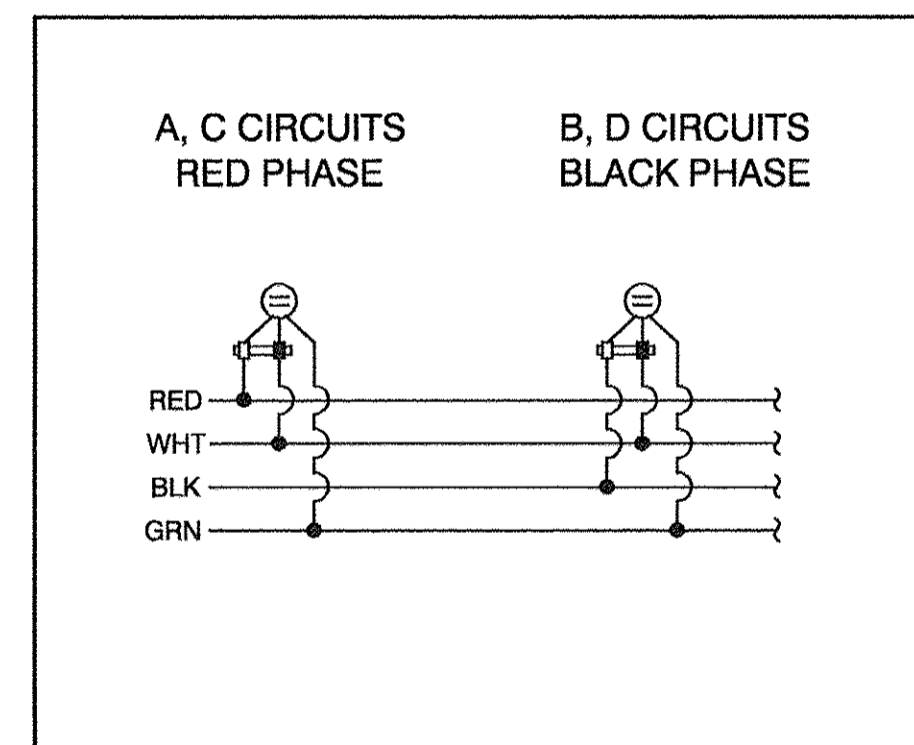 A, C CIRCUITS
RED PHASE
B, D CIRCUITS
BLACK PHASE
RED
WHT
BLK
GRN